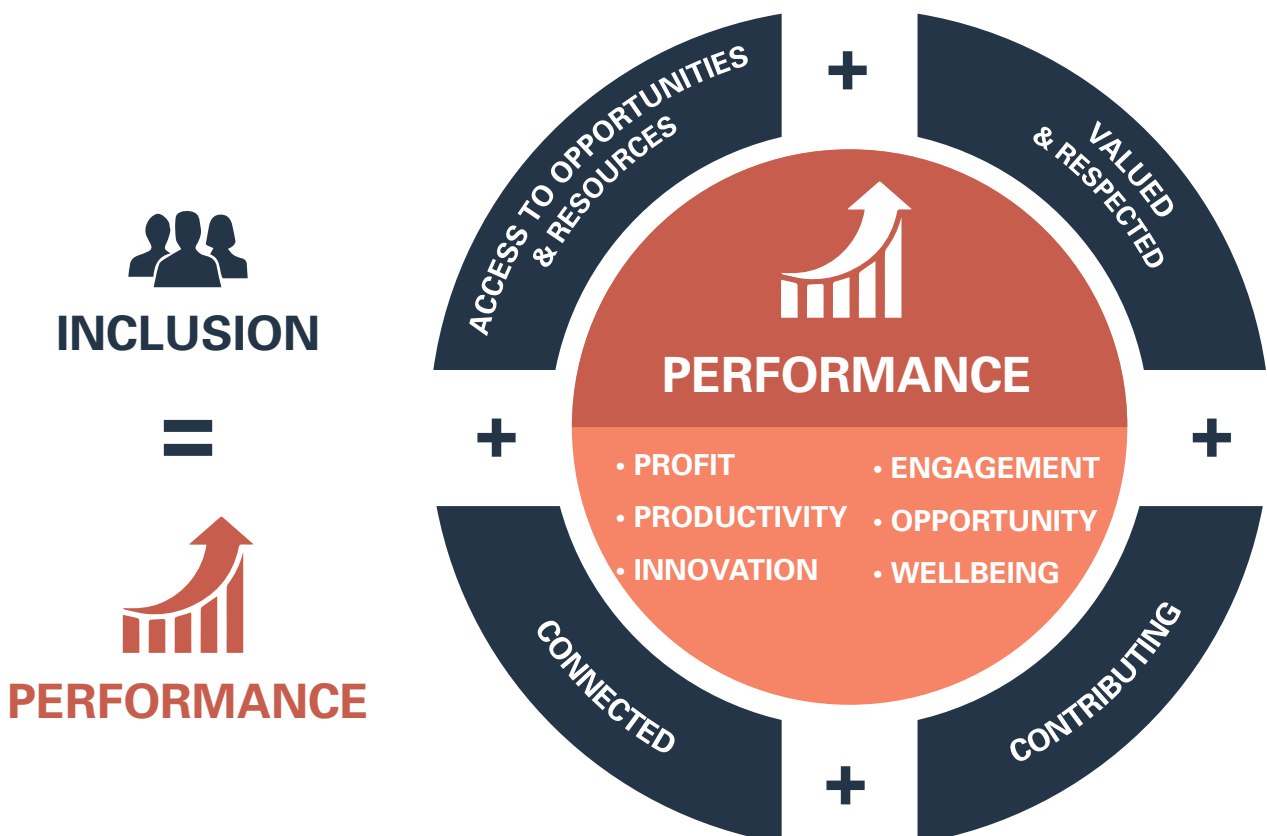 INCLUSION
=
PERFORMANCE
ACCESS TO OPPORTUNITIES
& RESOURCES
+
VALUED
& RESPECTED
+
+
CONNECTED
+
CONTRIBUTING
PERFORMANCE
• PROFIT
• PRODUCTIVITY
• INNOVATION
• ENGAGEMENT
• OPPORTUNITY
• WELLBEING